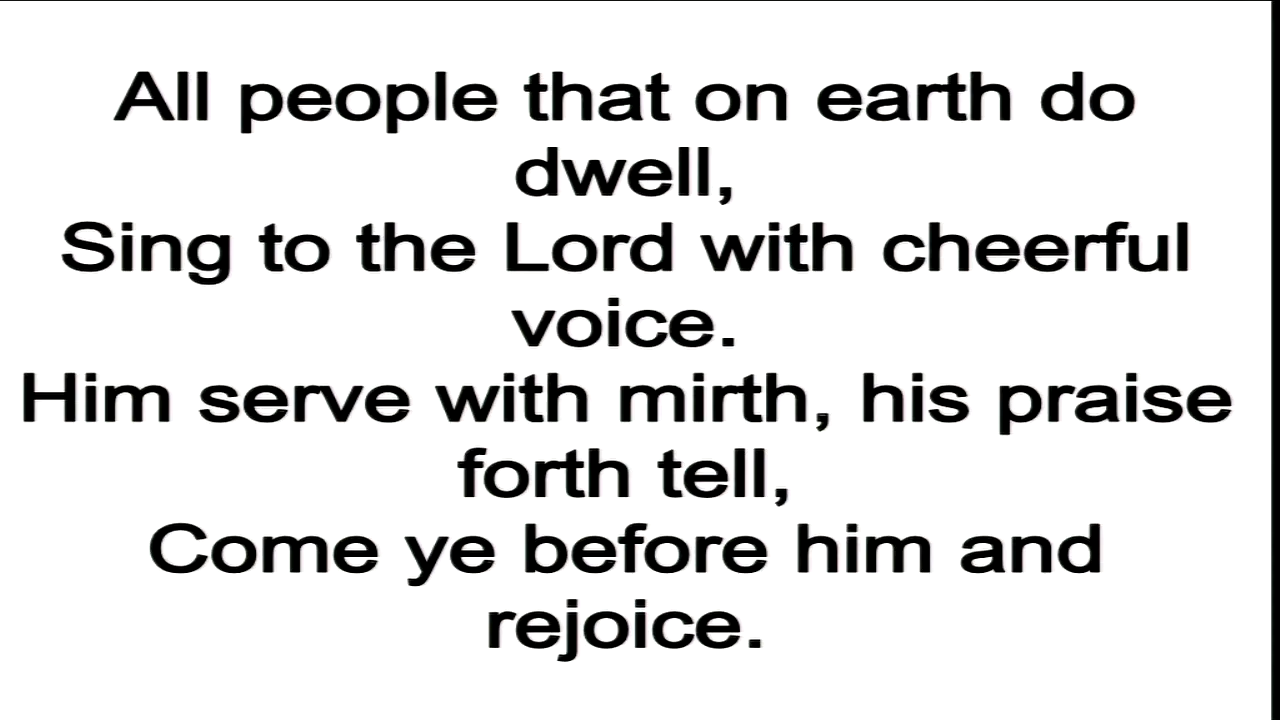 All people that on earth do
dwell,
Sing to the Lord with cheerful
voice.
Him serve with mirth, his praise
forth tell,
Come ye before him and
rejoice.